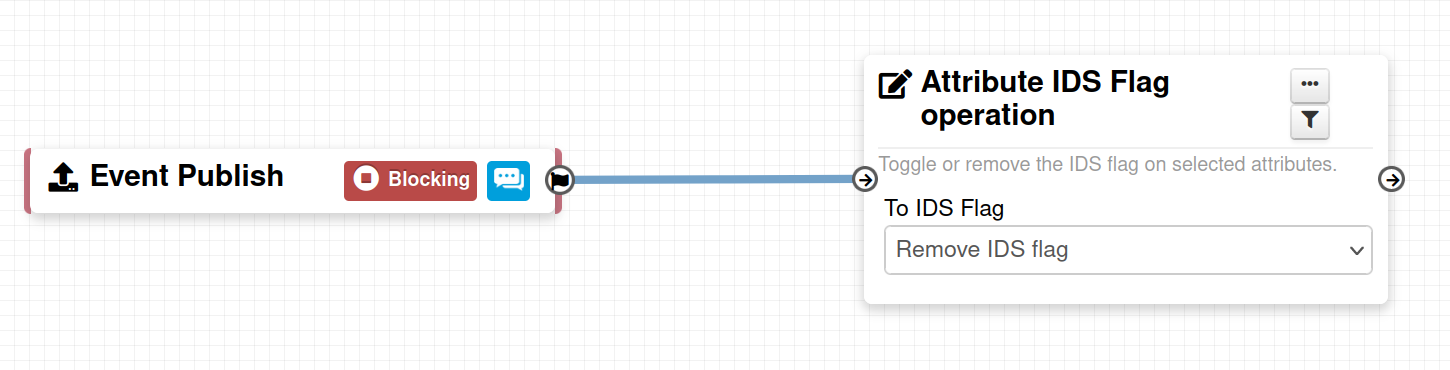 Event Publish
Blocking
Attribute IDS Flag
operation
Toggle or remove the IDS flag on selected attributes.
To IDS Flag
Remove IDS flag